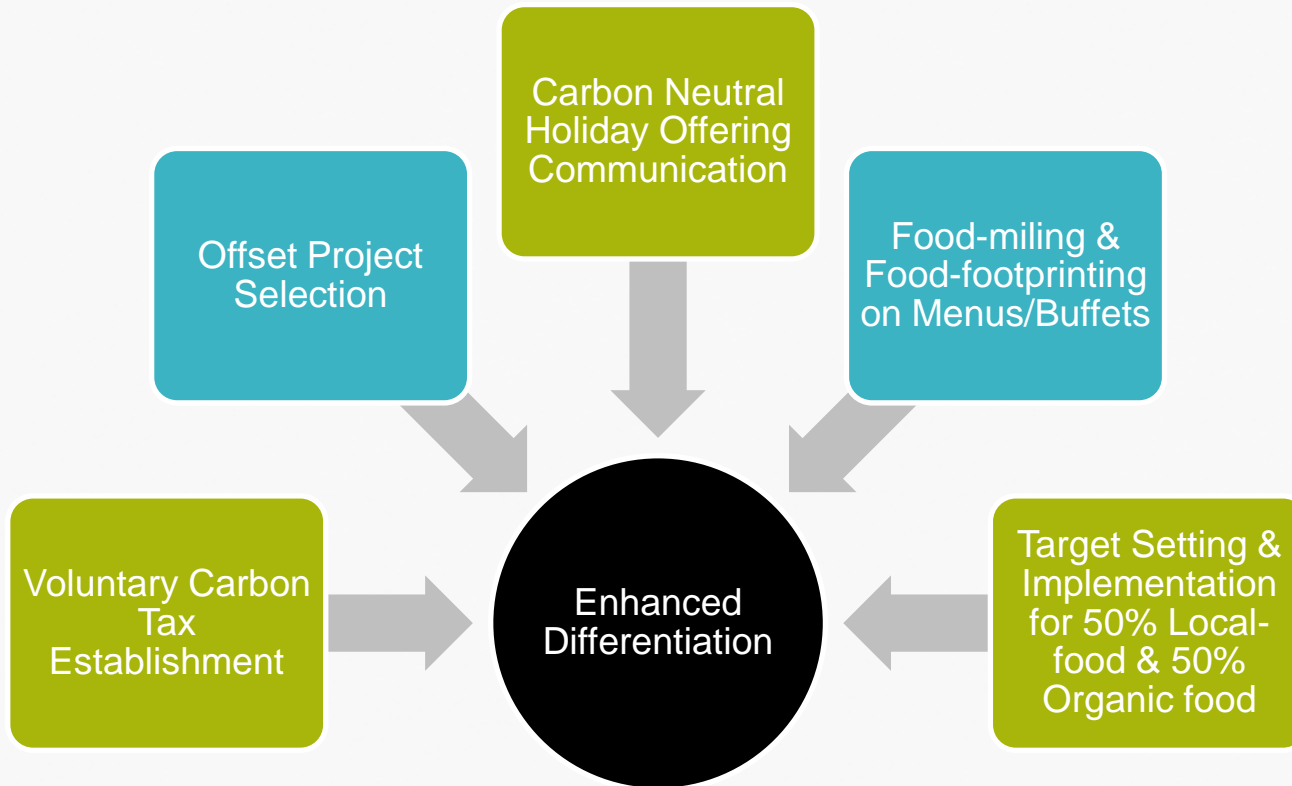 Carbon Neutral
Holiday Offering
Communication
Offset Project
Selection
Food-miling &
Food-footprinting
on Menus/Buffets
Voluntary Carbon
Tax
Establishment
Enhanced
Differentiation
Target Setting &
Implementation
for 50% Local-
food & 50%
Organic food